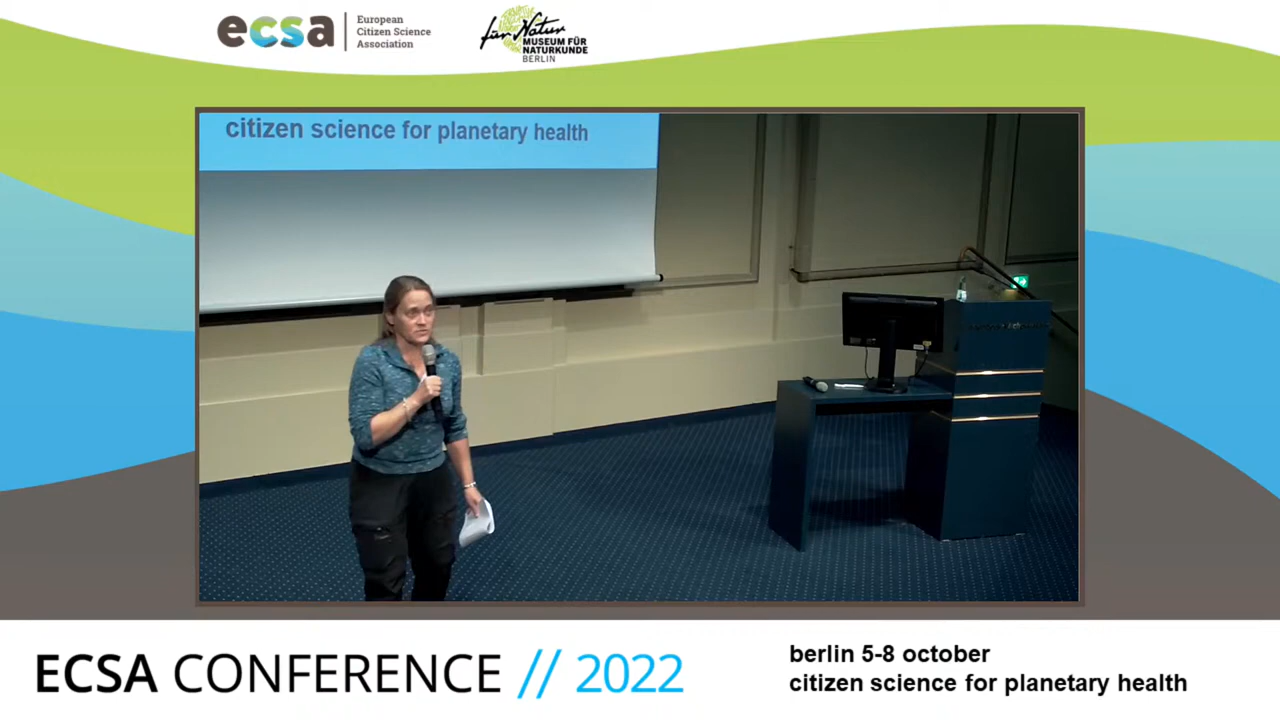 ecsa
European
Citizen Science
Association
für Natur
MUSEUM FÜR
NATURKUNDE
BERLIN
citizen science for planetary health
ECSA CONFERENCE // 2022
berlin 5-8 october
citizen science for planetary health